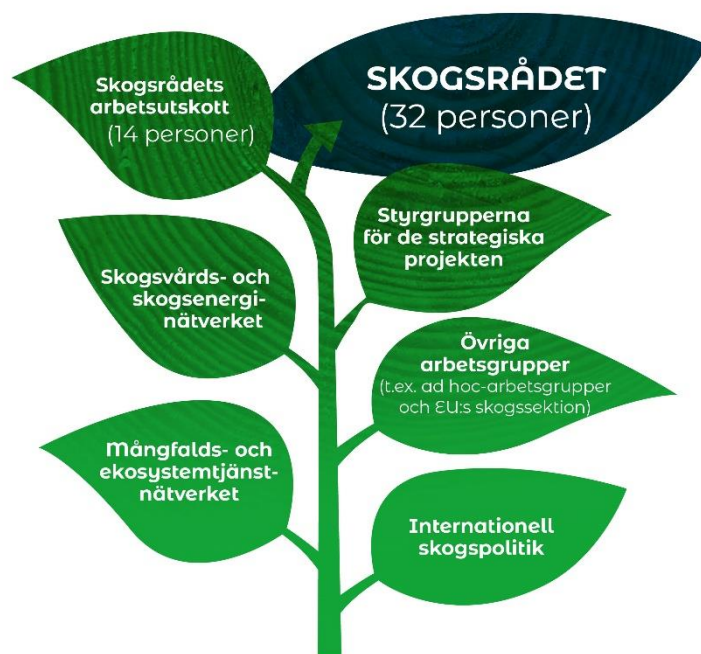 Skogsrådets
arbetsutskott
(14 personer)
SKOGSRÅDET
(32 personer)
Styrgrupperna
för de strategiska
projekten
Skogsvårds- och
skogsenergi-
nätverket
Övriga
arbetsgrupper
(t.ex. ad hoc-arbetsgrupper
och EU:s skogssektion)
Mångfalds- och
ekosystemtjänst-
nätverket
Internationell
skogspolitik